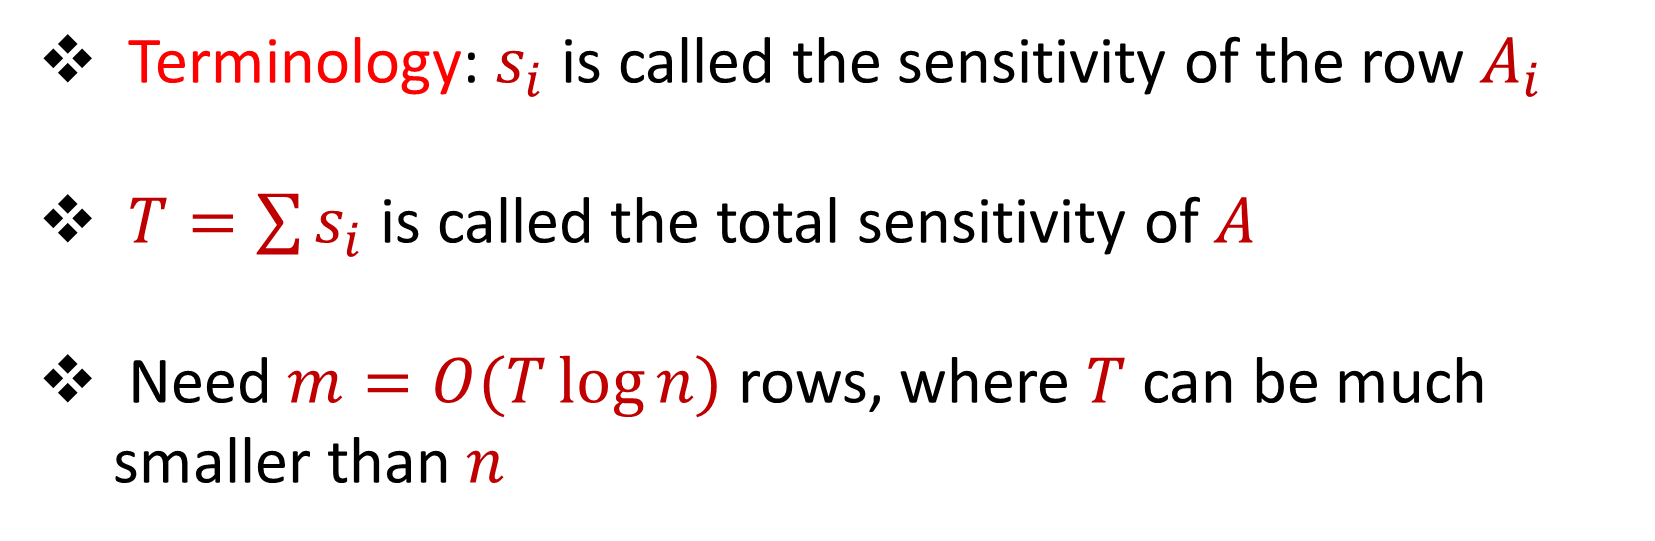 ❖ Terminology: sᵢ is called the sensitivity of the row Aᵢ
❖ T = ∑ sᵢ is called the total sensitivity of A
❖ Need m = O(T log n) rows, where T can be much
smaller than n